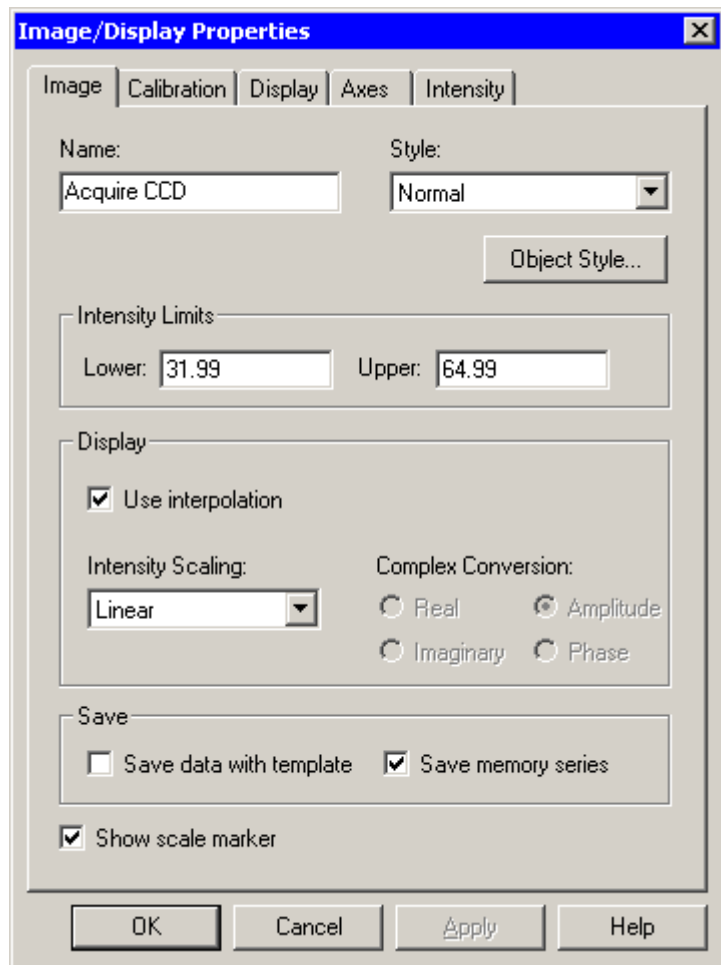 Image/Display Properties
Image Calibration Display Axes Intensity
Name: Style:
Acquire CCD Normal
Object Style...
Intensity Limits
Lower: 31.99 Upper: 64.99
Display
Use interpolation
Intensity Scaling: Complex Conversion:
Linear Real Amplitude
Imaginary Phase
Save
Save data with template Save memory series
Show scale marker
OK Cancel Apply Help